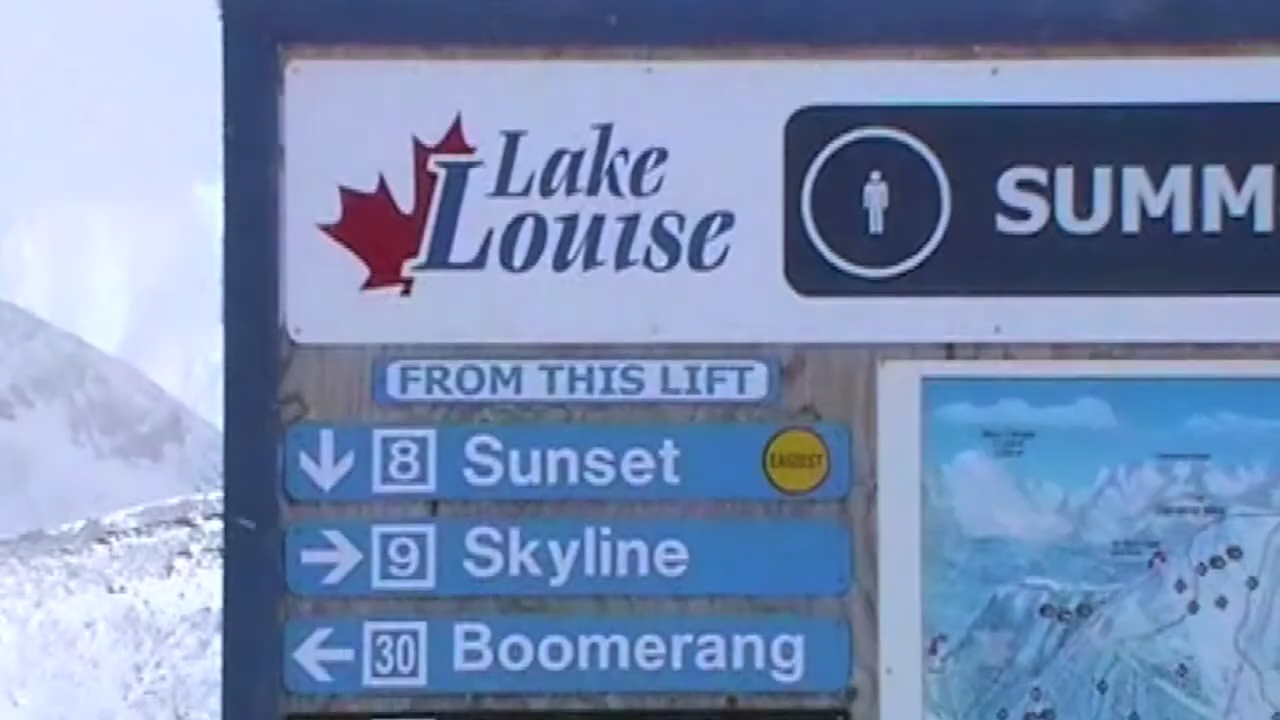 Lake
Louise
SUMM
FROM THIS LIFT
8 Sunset EASIEST
9 Skyline
30 Boomerang